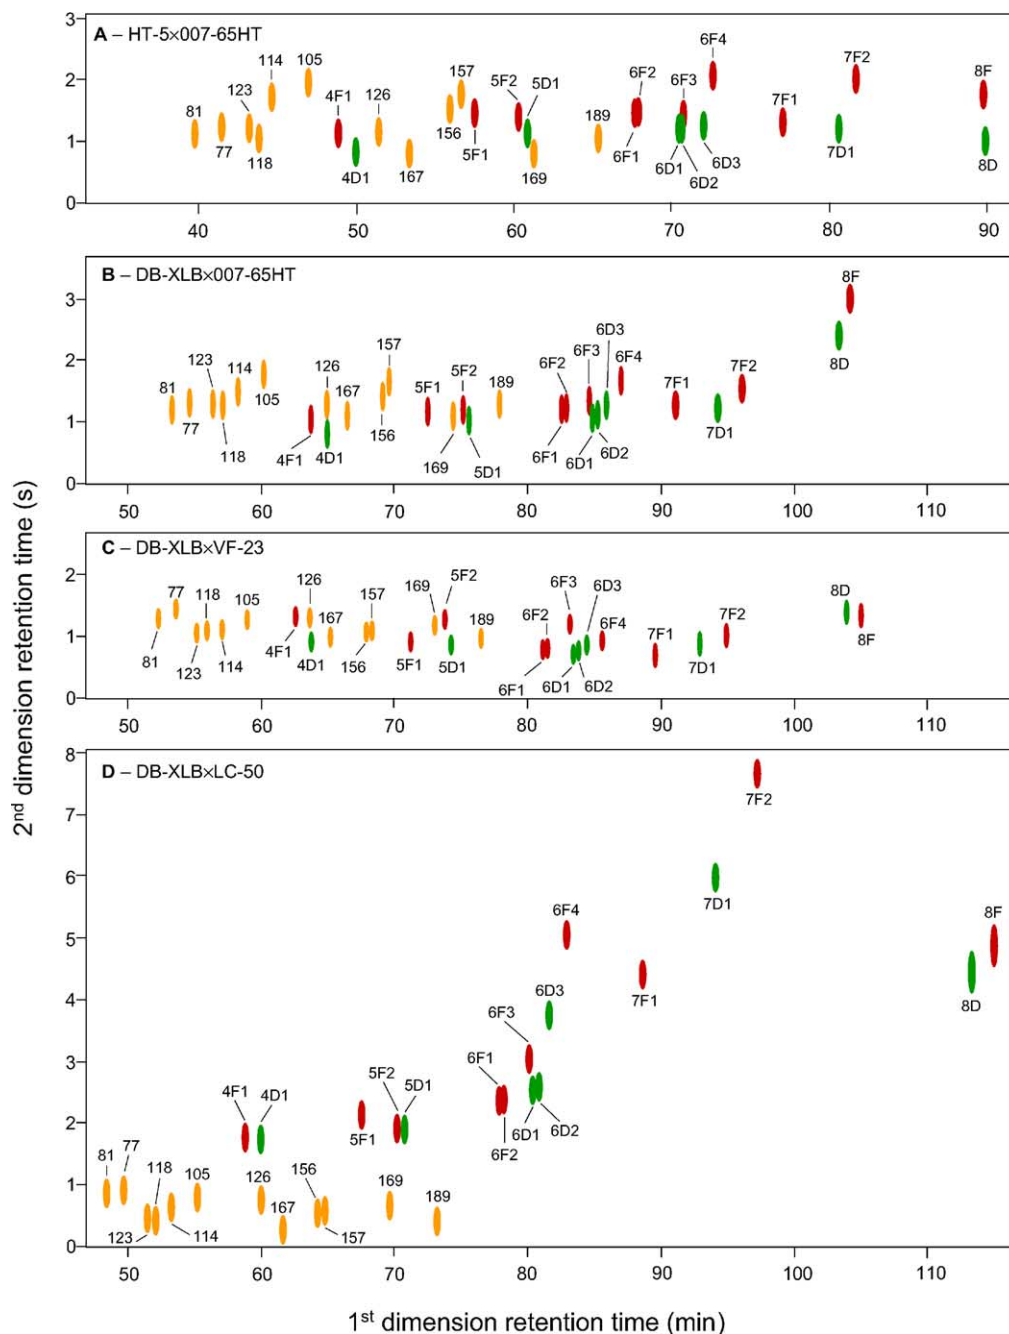 A – HT-5×007-65HT
3
2
1
0
81
77
123
118
114
105
4F1
4D1
126
167
156
157
5F1
5F2
5D1
169
189
6F2
6F1
6F3
6F4
6D1
6D2
6D3
7F1
7D1
7F2
8F
8D
40
50
60
70
80
90
B – DB-XLB×007-65HT
3
2
1
0
81
77
123
118
114
105
4F1
4D1
126
167
156
157
5F1
5F2
169
5D1
189
6F2
6F1
6F3
6D3
6F4
6D1
6D2
7F1
7D1
7F2
8F
8D
50
60
70
80
90
100
110
C – DB-XLB×VF-23
2
1
0
81
77
123
118
114
105
4F1
4D1
126
167
156
157
169
5F2
5F1
5D1
189
6F2
6F1
6F3
6D3
6F4
6D1
6D2
7F1
7D1
7F2
8D
8F
50
60
70
80
90
100
110
D – DB-XLB×LC-50
8
7
6
5
4
3
2
1
0
81
77
123
118
114
105
4F1
4D1
126
167
156
157
5F1
5F2
5D1
169
189
6F1
6F2
6F3
6F4
6D3
6D1
6D2
7F1
7D1
7F2
8F
8D
50
60
70
80
90
100
110
2nd dimension retention time (s)
1st dimension retention time (min)